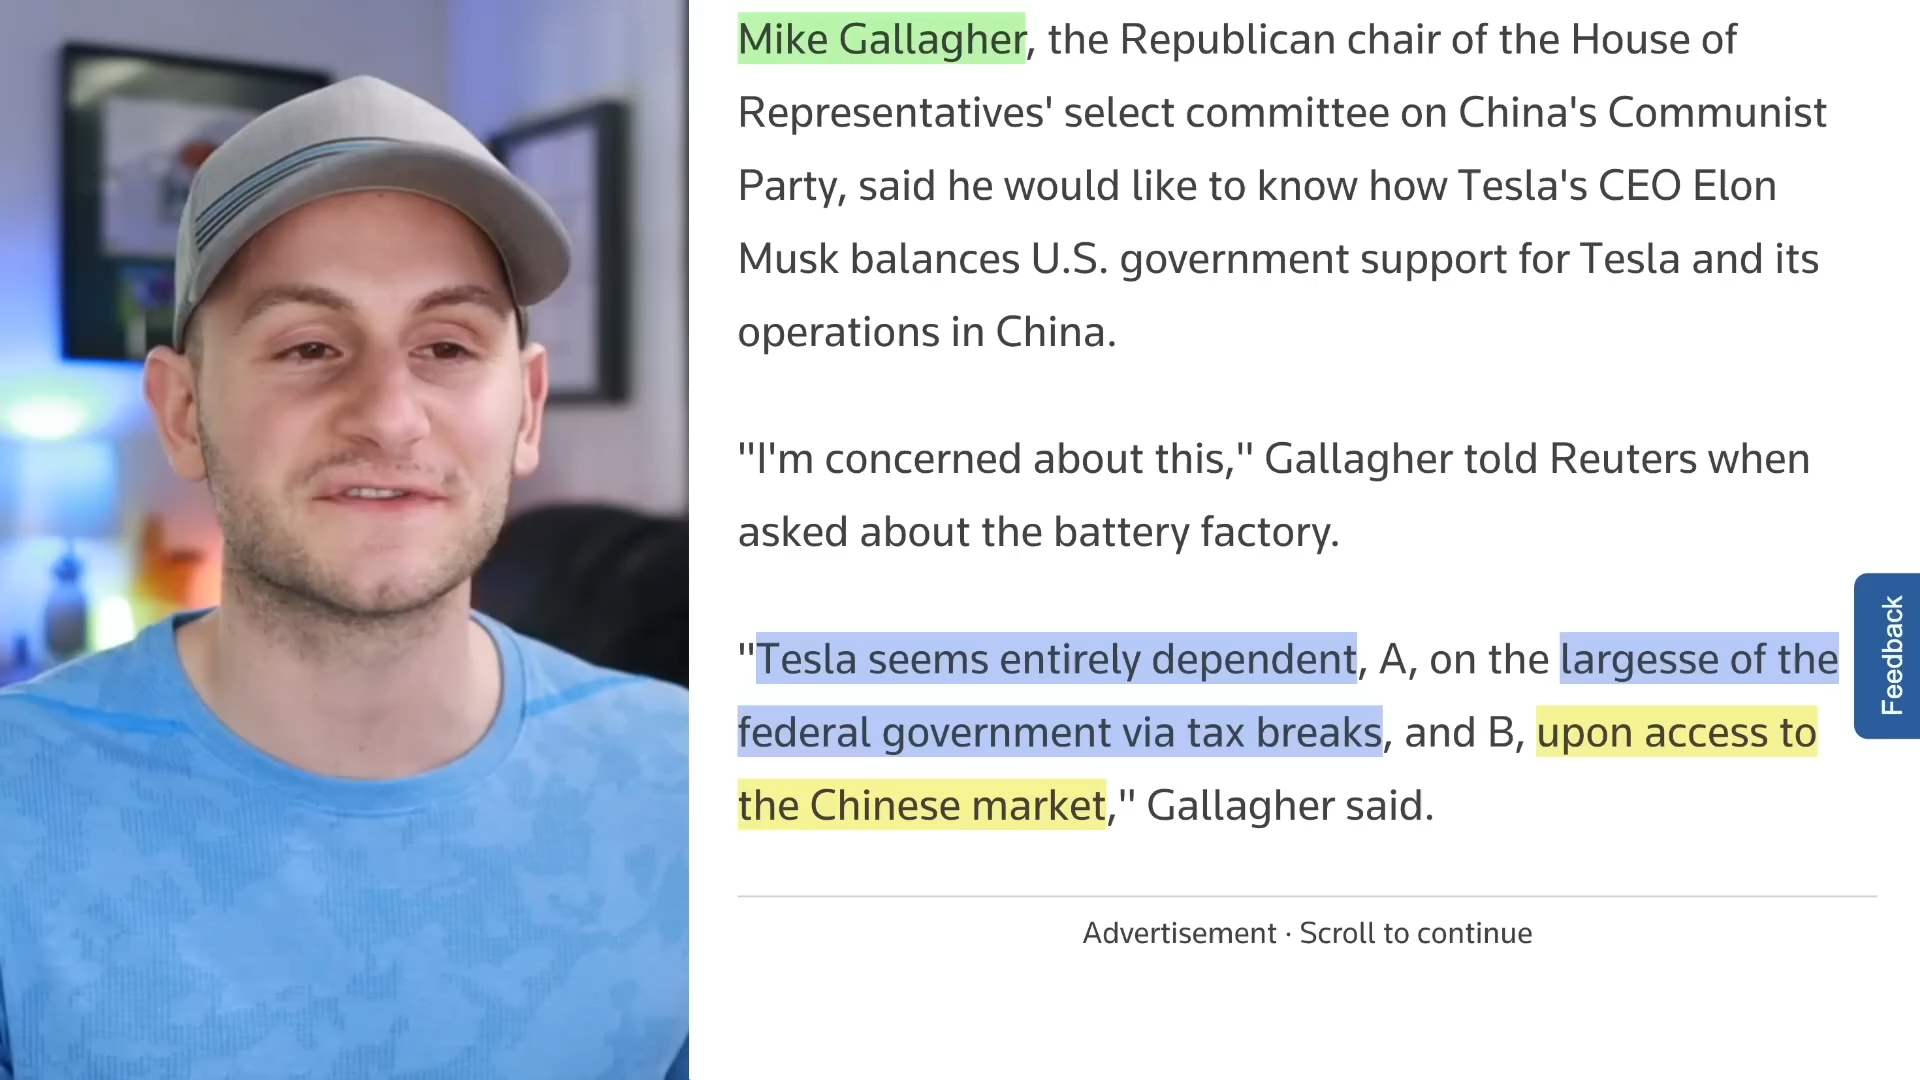 Mike Gallagher, the Republican chair of the House of
Representatives' select committee on China's Communist
Party, said he would like to know how Tesla's CEO Elon
Musk balances U.S. government support for Tesla and its
operations in China.
"I'm concerned about this," Gallagher told Reuters when
asked about the battery factory.
"Tesla seems entirely dependent, A, on the largesse of the
federal government via tax breaks, and B, upon access to
the Chinese market," Gallagher said.
Feedback
Advertisement · Scroll to continue